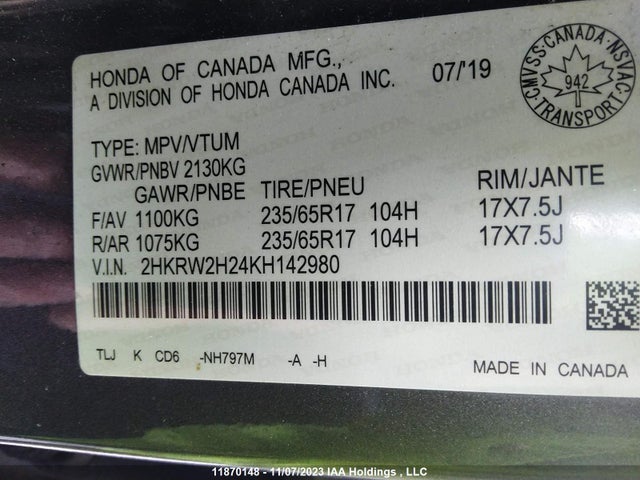 HONDA OF CANADA MFG.,
A DIVISION OF HONDA CANADA INC.
07/'19
CMVSS·CANADA·NSVAC
942
TRANSPORT
TYPE: MPV/VTUM
GVWR/PNBV 2130KG
GAWR/PNBE TIRE/PNEU RIM/JANTE
F/AV 1100KG 235/65R17 104H 17X7.5J
R/AR 1075KG 235/65R17 104H 17X7.5J
V.I.N. 2HKRW2H24KH142980
TLJ K CD6 -NH797M -A -H
MADE IN CANADA
11870148 - 11/07/2023 IAA Holdings , LLC